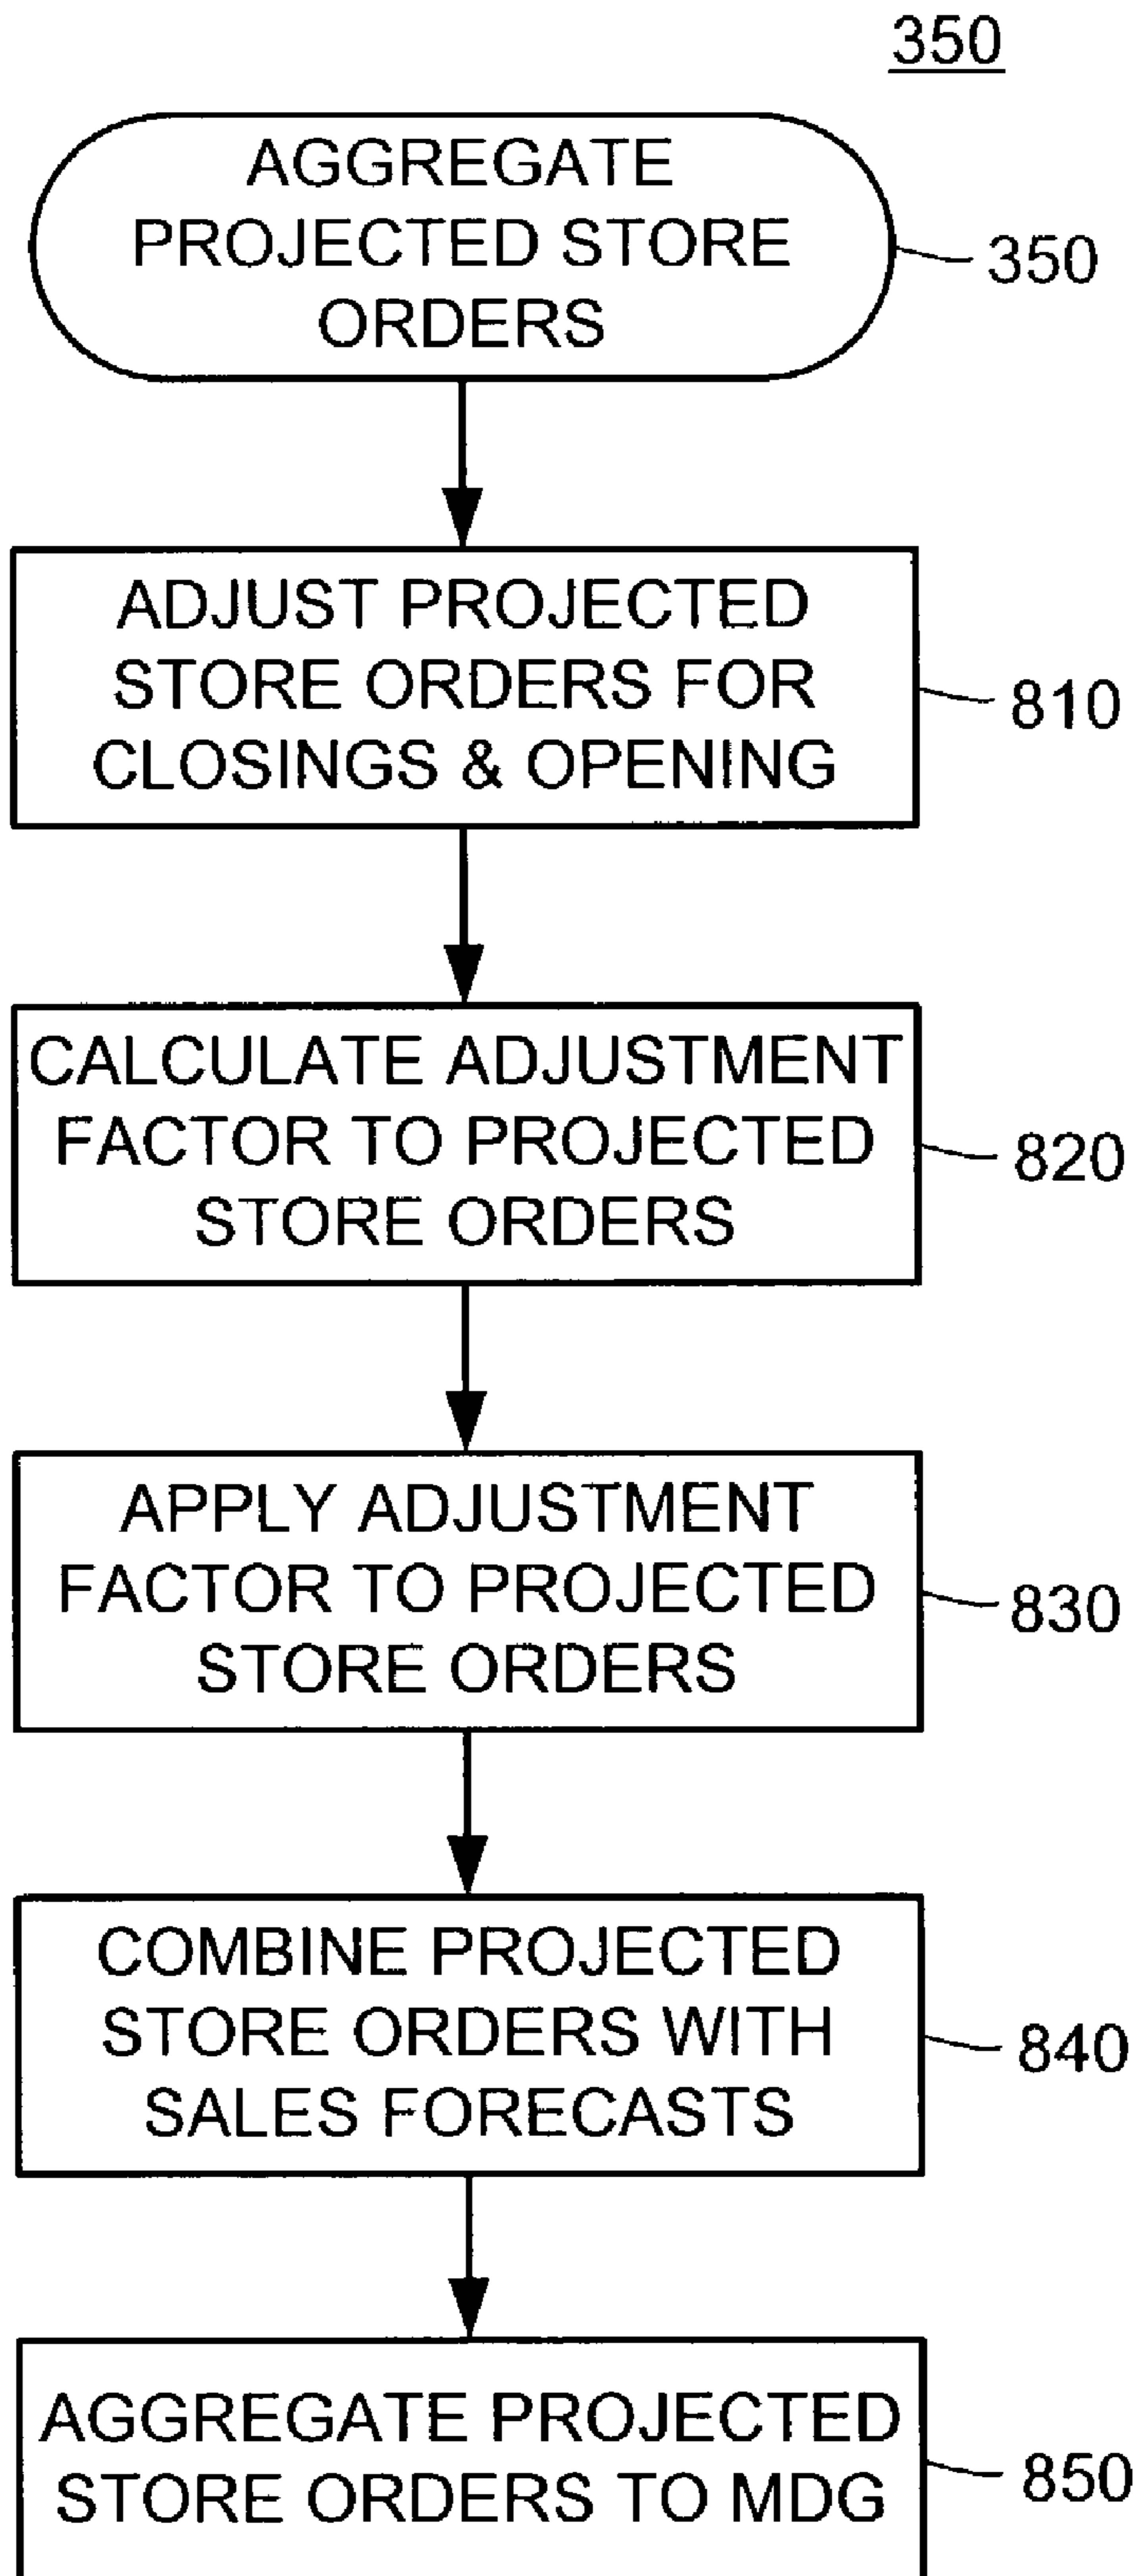 350
AGGREGATE
PROJECTED STORE
ORDERS
350
ADJUST PROJECTED
STORE ORDERS FOR
CLOSINGS & OPENING
810
CALCULATE ADJUSTMENT
FACTOR TO PROJECTED
STORE ORDERS
820
APPLY ADJUSTMENT
FACTOR TO PROJECTED
STORE ORDERS
830
COMBINE PROJECTED
STORE ORDERS WITH
SALES FORECASTS
840
AGGREGATE PROJECTED
STORE ORDERS TO MDG
850